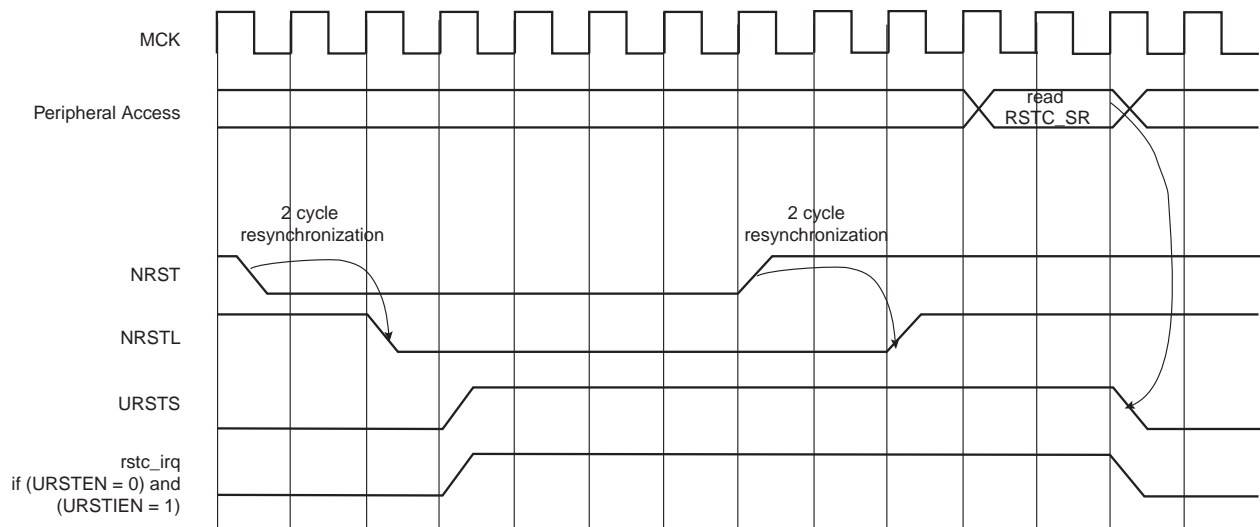 MCK
Peripheral Access
read
RSTC_SR
2 cycle
resynchronization
2 cycle
resynchronization
NRST
NRSTL
URSTS
rstc_irq
if (URSTEN = 0) and
(URSTIEN = 1)